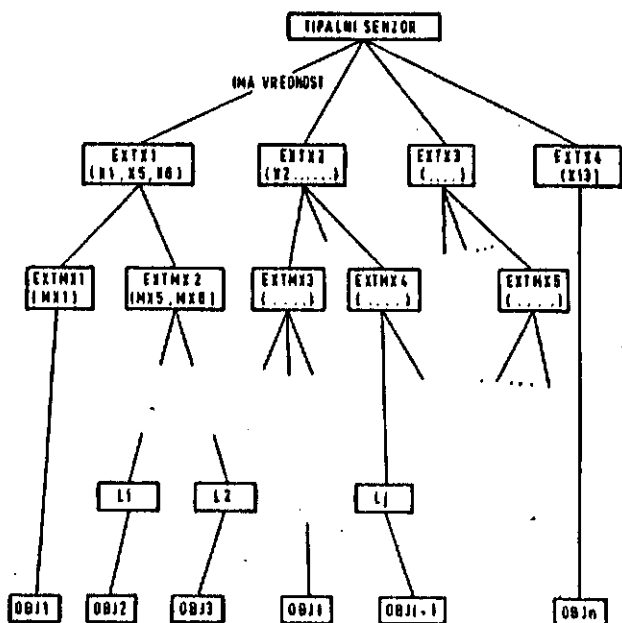 TIPALNI SENZOR
IMA VREDNOST
EXTX1
(X1, X5, X6)
EXTX2
(X2......)
EXTX3
(....)
EXTX4
(X13)
EXTMX1
(MX1)
EXTMX2
(MX5, MX6)
EXTMX3
(.....)
EXTMX4
(.....)
EXTMX5
(.....)
L1
L2
Lj
OBJ1
OBJ2
OBJ3
OBJi
OBJi+1
OBJn